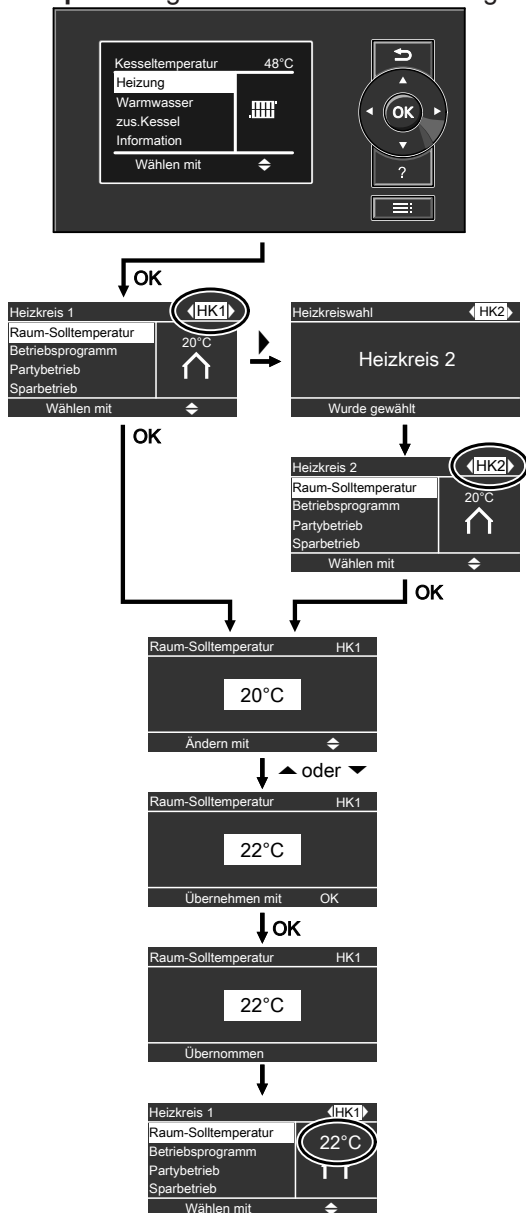 Kesseltemperatur 48°C
Heizung
Warmwasser
zus.Kessel
Information
Wählen mit
OK
?
OK
Heizkreis 1 HK1
Raum-Solltemperatur
Betriebsprogramm
Partybetrieb
Sparbetrieb
20°C
Wählen mit
Heizkreiswahl HK2
Heizkreis 2
Wurde gewählt
OK
Heizkreis 2 HK2
Raum-Solltemperatur
Betriebsprogramm
Partybetrieb
Sparbetrieb
20°C
Wählen mit
OK
Raum-Solltemperatur HK1
20°C
Ändern mit
oder
Raum-Solltemperatur HK1
22°C
Übernehmen mit OK
OK
Raum-Solltemperatur HK1
22°C
Übernommen
Heizkreis 1 HK1
Raum-Solltemperatur
Betriebsprogramm
Partybetrieb
Sparbetrieb
22°C
Wählen mit